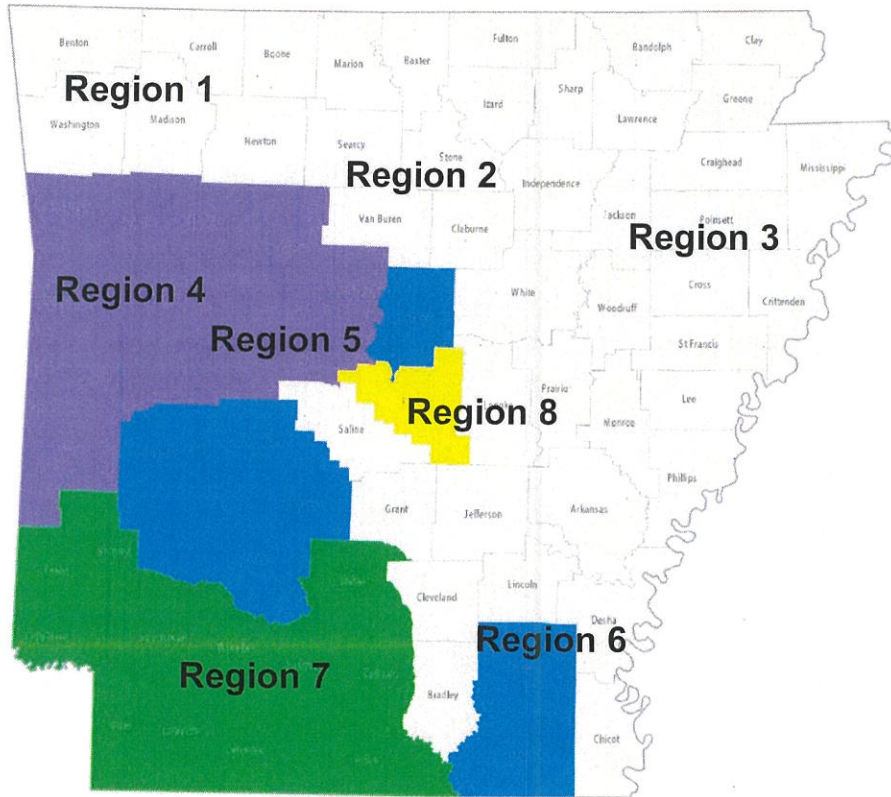 Benton
Carroll
Boone
Marion
Baxter
Fulton
Randolph
Clay
Region 1
Sharp
Izard
Greene
Lawrence
Washington
Madison
Newton
Searcy
Stone
Region 2
Independence
Craighead
Mississippi
Van Buren
Cleburne
Jackson
Poinsett
Region 3
Region 4
White
Woodruff
Cross
Crittenden
Region 5
St Francis
Prairie
Lee
Region 8
Saline
Monroe
Phillips
Grant
Jefferson
Arkansas
Cleveland
Lincoln
Desha
Region 6
Region 7
Bradley
Chicot